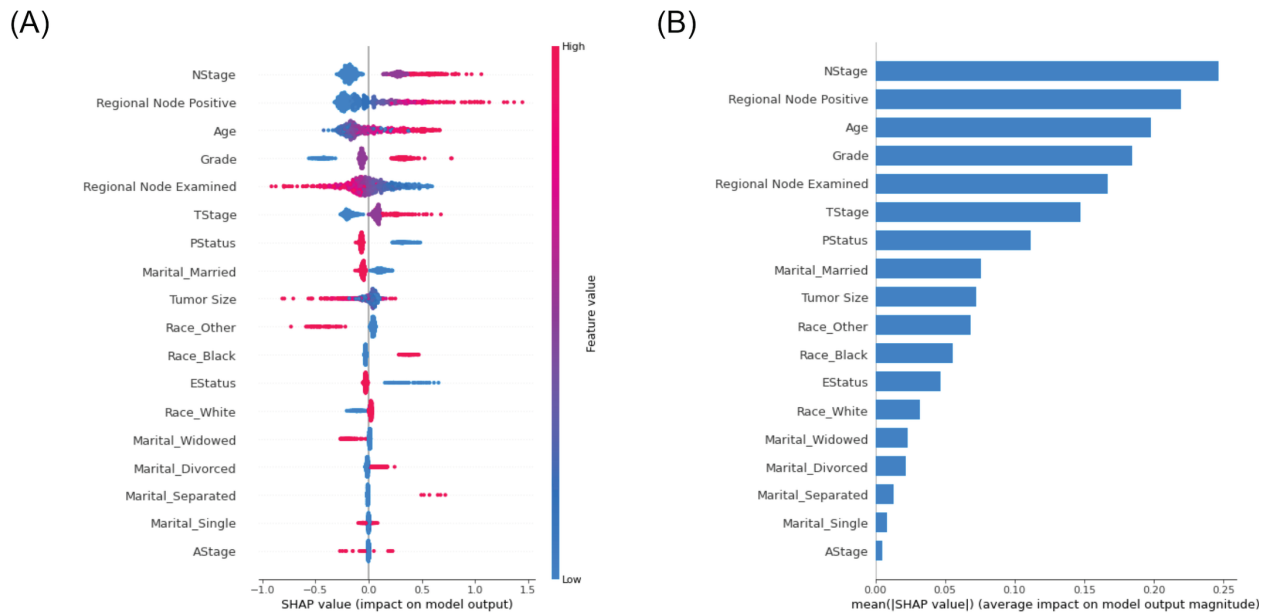 (A)
NStage
Regional Node Positive
Age
Grade
Regional Node Examined
TStage
PStatus
Marital_Married
Tumor Size
Race_Other
Race_Black
EStatus
Race_White
Marital_Widowed
Marital_Divorced
Marital_Separated
Marital_Single
AStage
−1.0 −0.5 0.0 0.5 1.0 1.5
SHAP value (impact on model output)
High
Feature value
Low
(B)
NStage
Regional Node Positive
Age
Grade
Regional Node Examined
TStage
PStatus
Marital_Married
Tumor Size
Race_Other
Race_Black
EStatus
Race_White
Marital_Widowed
Marital_Divorced
Marital_Separated
Marital_Single
AStage
0.00 0.05 0.10 0.15 0.20 0.25
mean(|SHAP value|) (average impact on model output magnitude)